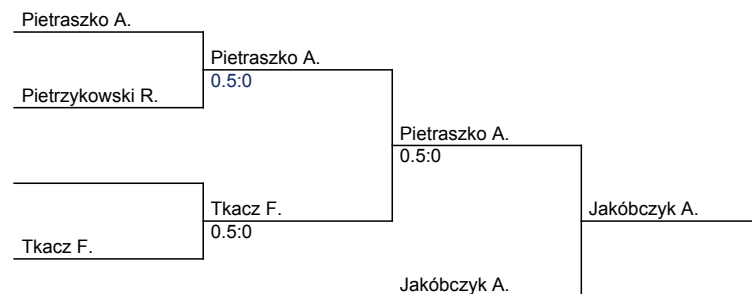 Pietraszko A.
Pietraszko A.
0.5:0
Pietrzykowski R.
Pietraszko A.
0.5:0
Tkacz F.
0.5:0
Jakóbczyk A.
Tkacz F.
Jakóbczyk A.